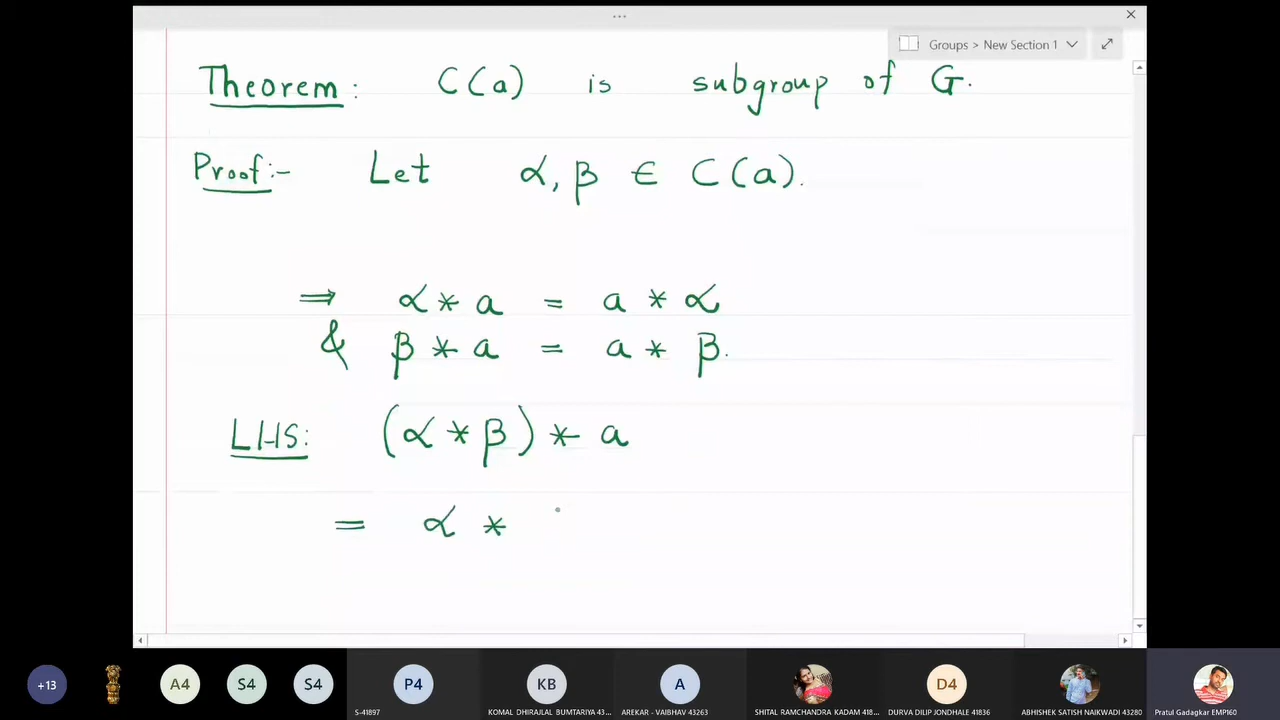 Groups > New Section 1
Theorem: C(a) is subgroup of G.
Proof:- Let α, β ∈ C(a).
⇒ α * a = a * α
& β * a = a * β.
LHS: (α * β) * a
= α *
+13
A4
S4
S4
P4
KB
A
D4
S-41897
KOMAL DHIRAJLAL BUMTARIYA 43...
AREKAR - VAIBHAV 43263
SHITAL RAMCHANDRA KADAM 418...
DURVA DILIP JONDHALE 41836
ABHISHEK SATISH NAIKWADI 43280
Pratul Gadagkar EMP160